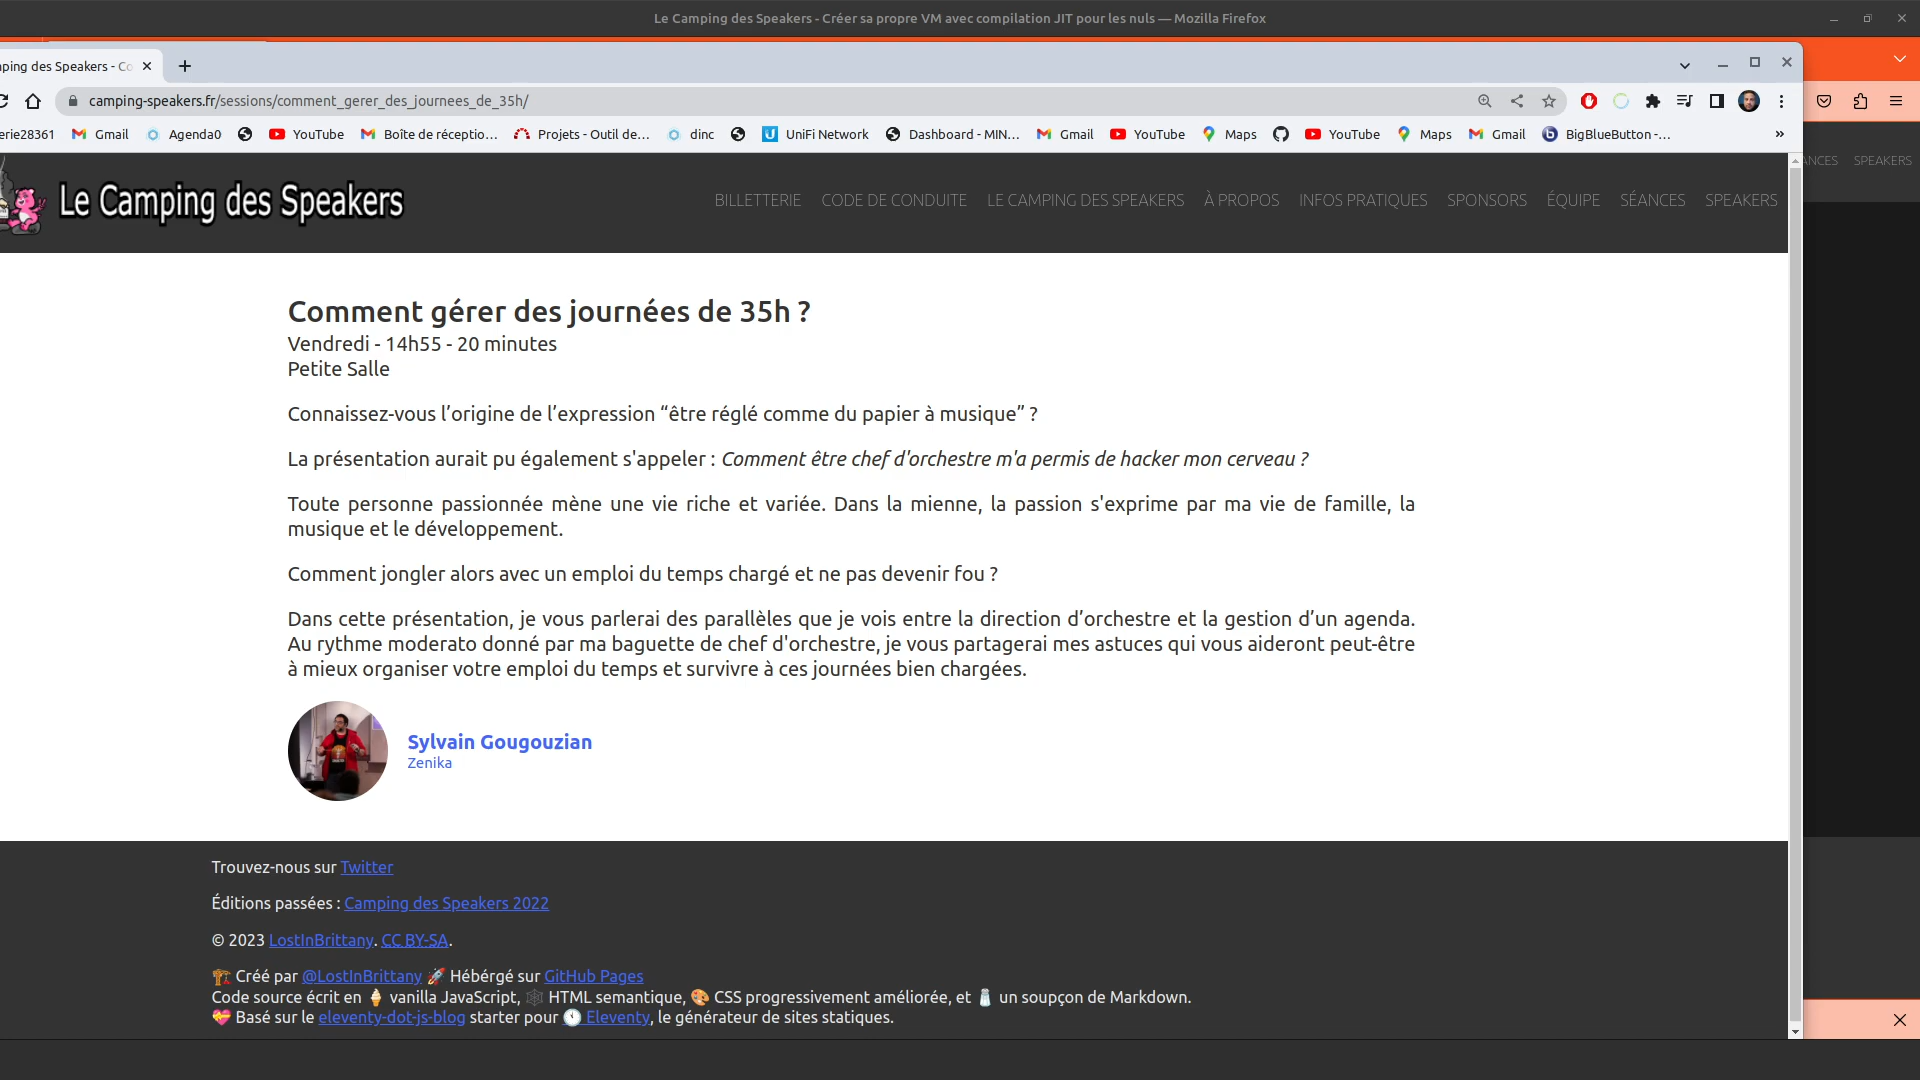 Le Camping des Speakers - Créer sa propre VM avec compilation JIT pour les nuls — Mozilla Firefox
ping des Speakers - Co
camping-speakers.fr/sessions/comment_gerer_des_journees_de_35h/
erie28361 Gmail Agenda0 YouTube Boîte de réceptio… Projets - Outil de… dinc UniFi Network Dashboard - MIN… Gmail YouTube Maps YouTube Maps Gmail BigBlueButton -… »
Le Camping des Speakers
BILLETTERIE CODE DE CONDUITE LE CAMPING DES SPEAKERS À PROPOS INFOS PRATIQUES SPONSORS ÉQUIPE SÉANCES SPEAKERS
ANCES SPEAKERS
Comment gérer des journées de 35h ?
Vendredi - 14h55 - 20 minutes
Petite Salle
Connaissez-vous l’origine de l’expression “être réglé comme du papier à musique” ?
La présentation aurait pu également s'appeler : Comment être chef d'orchestre m'a permis de hacker mon cerveau ?
Toute personne passionnée mène une vie riche et variée. Dans la mienne, la passion s'exprime par ma vie de famille, la
musique et le développement.
Comment jongler alors avec un emploi du temps chargé et ne pas devenir fou ?
Dans cette présentation, je vous parlerai des parallèles que je vois entre la direction d’orchestre et la gestion d’un agenda.
Au rythme moderato donné par ma baguette de chef d'orchestre, je vous partagerai mes astuces qui vous aideront peut-être
à mieux organiser votre emploi du temps et survivre à ces journées bien chargées.
Sylvain Gougouzian
Zenika
Trouvez-nous sur Twitter
Éditions passées : Camping des Speakers 2022
© 2023 LostInBrittany. CC BY-SA.
🏗️ Créé par @LostInBrittany 🚀 Hébérgé sur GitHub Pages
Code source écrit en 🍦 vanilla JavaScript, 🕸️ HTML semantique, 🎨 CSS progressivement améliorée, et 🧂 un soupçon de Markdown.
💝 Basé sur le eleventy-dot-js-blog starter pour 🕚 Eleventy, le générateur de sites statiques.